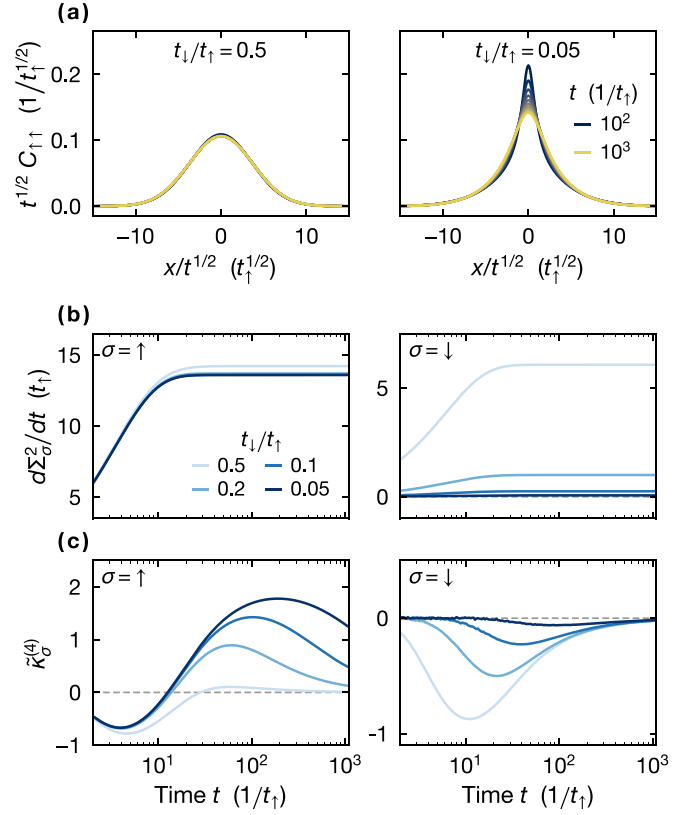 (a)
t↓/t↑ = 0.5
t↓/t↑ = 0.05
t^{1/2} C↑↑ (1/t↑^{1/2})
0.2
0.1
0.0
t (1/t↑)
10^2
10^3
−10 0 10
−10 0 10
x/t^{1/2} (t↑^{1/2})
x/t^{1/2} (t↑^{1/2})
(b)
σ = ↑
σ = ↓
dΣ²σ/dt (t↑)
15
10
5
5
0
t↓/t↑
0.5 0.1
0.2 0.05
(c)
σ = ↑
σ = ↓
κ̃σ^{(4)}
2
1
0
−1
0
-1
10^1 10^2 10^3
10^1 10^2 10^3
Time t (1/t↑)
Time t (1/t↑)